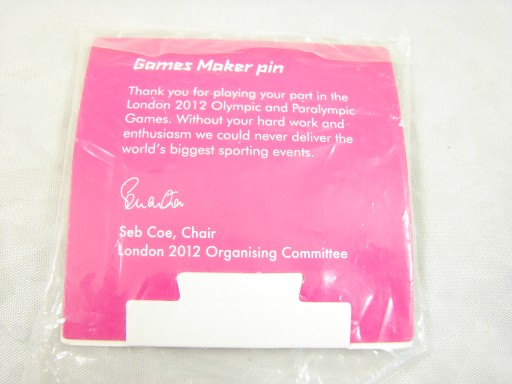 Games Maker pin
Thank you for playing your part in the
London 2012 Olympic and Paralympic
Games. Without your hard work and
enthusiasm we could never deliver the
world's biggest sporting events.
Seb Coe, Chair
London 2012 Organising Committee